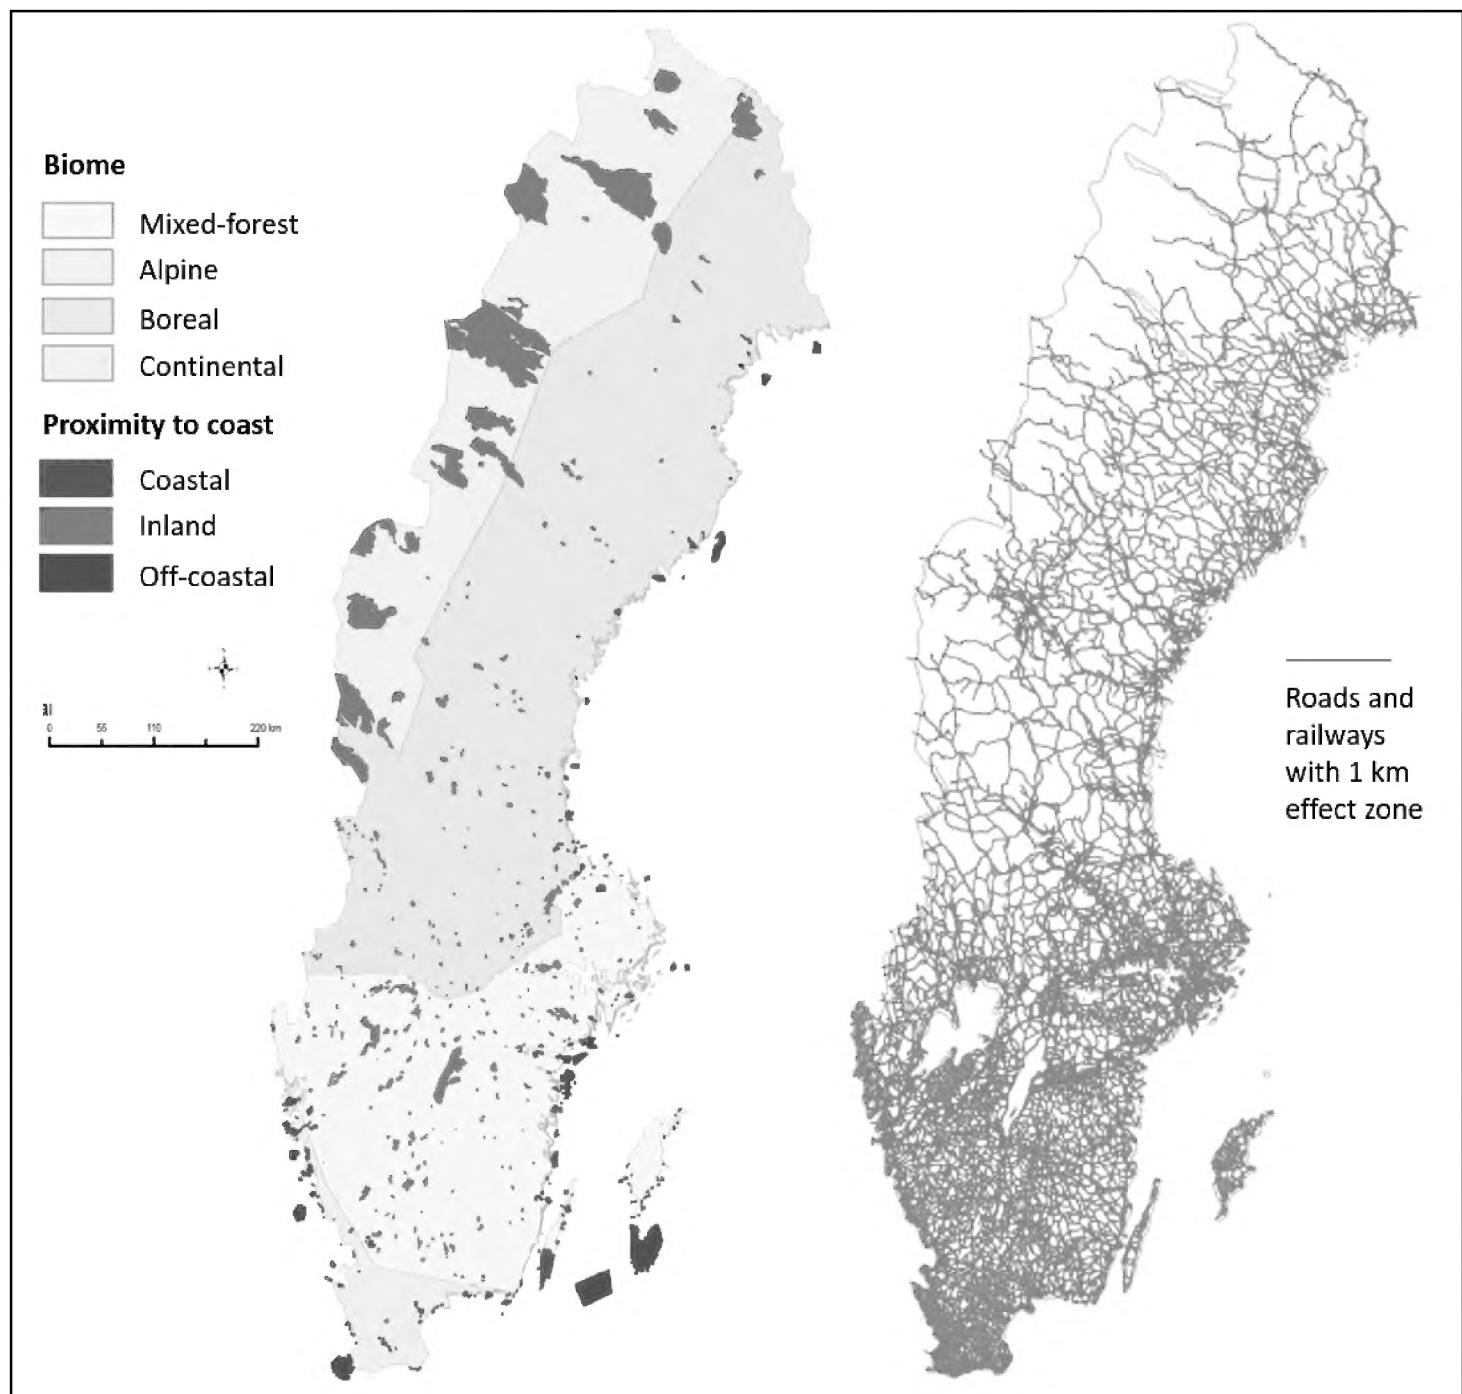 Biome
Mixed-forest
Alpine
Boreal
Continental
Proximity to coast
Coastal
Inland
Off-coastal
0 55 110 220 km
Roads and
railways
with 1 km
effect zone